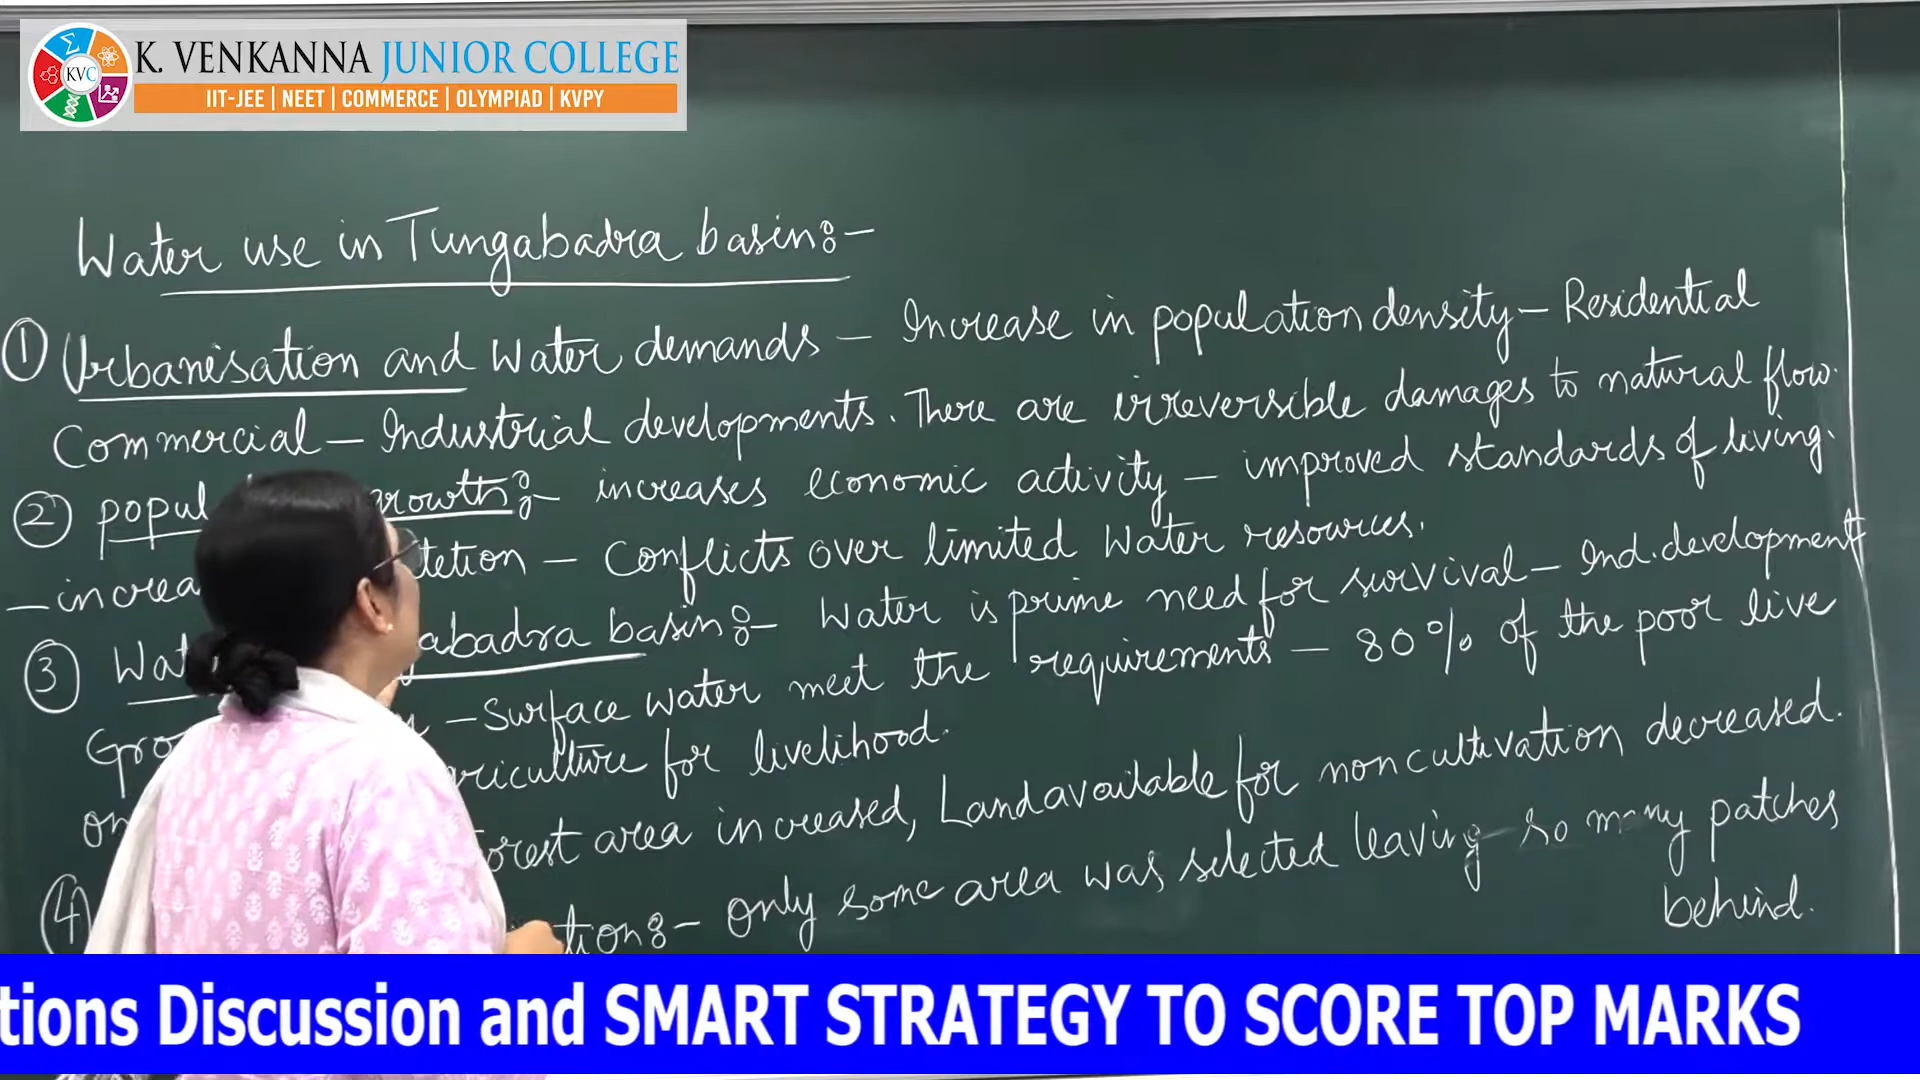 KVC
K. VENKANNA JUNIOR COLLEGE
IIT-JEE | NEET | COMMERCE | OLYMPIAD | KVPY
Water use in Tungabadra basin:-
① Urbanisation and Water demands - Increase in population density - Residential
Commercial - Industrial developments. There are irreversible damages to natural flow.
② popul growth:- increases economic activity - improved standards of living.
- increa tetion - Conflicts over limited water resources.
③ Wat abadra basin:- Water is prime need for survival - Ind. development
Gro - Surface water meet the requirements - 80% of the poor live
on riculture for livelihood.
orest area increased, Land available for noncultivation decreased.
④ tion:- Only some area was selected leaving so many patches
behind.
tions Discussion and SMART STRATEGY TO SCORE TOP MARKS